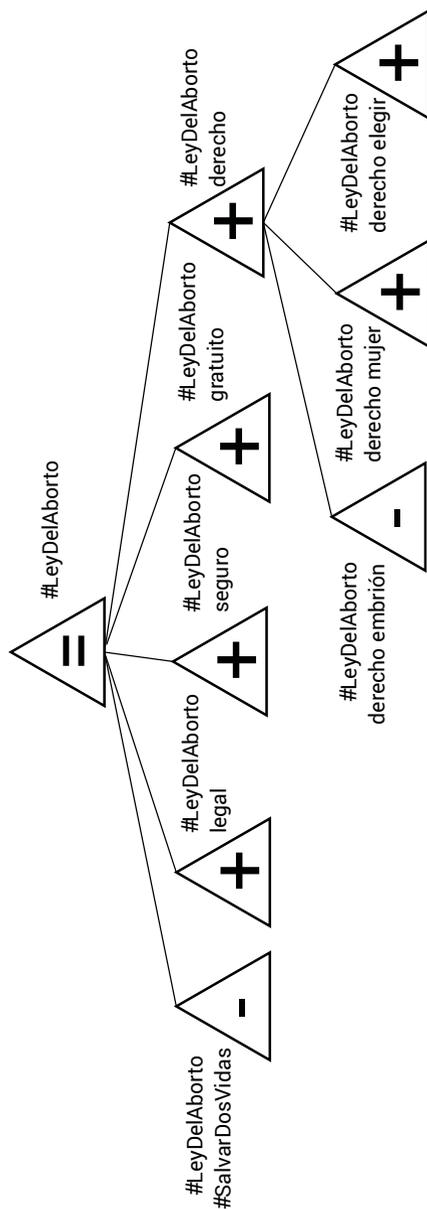 #LeyDelAborto
=
#LeyDelAborto
#SalvarDosVidas
-
#LeyDelAborto
legal
+
#LeyDelAborto
seguro
+
#LeyDelAborto
gratuito
+
#LeyDelAborto
derecho
+
#LeyDelAborto
derecho embrión
-
#LeyDelAborto
derecho mujer
+
#LeyDelAborto
derecho elegir
+